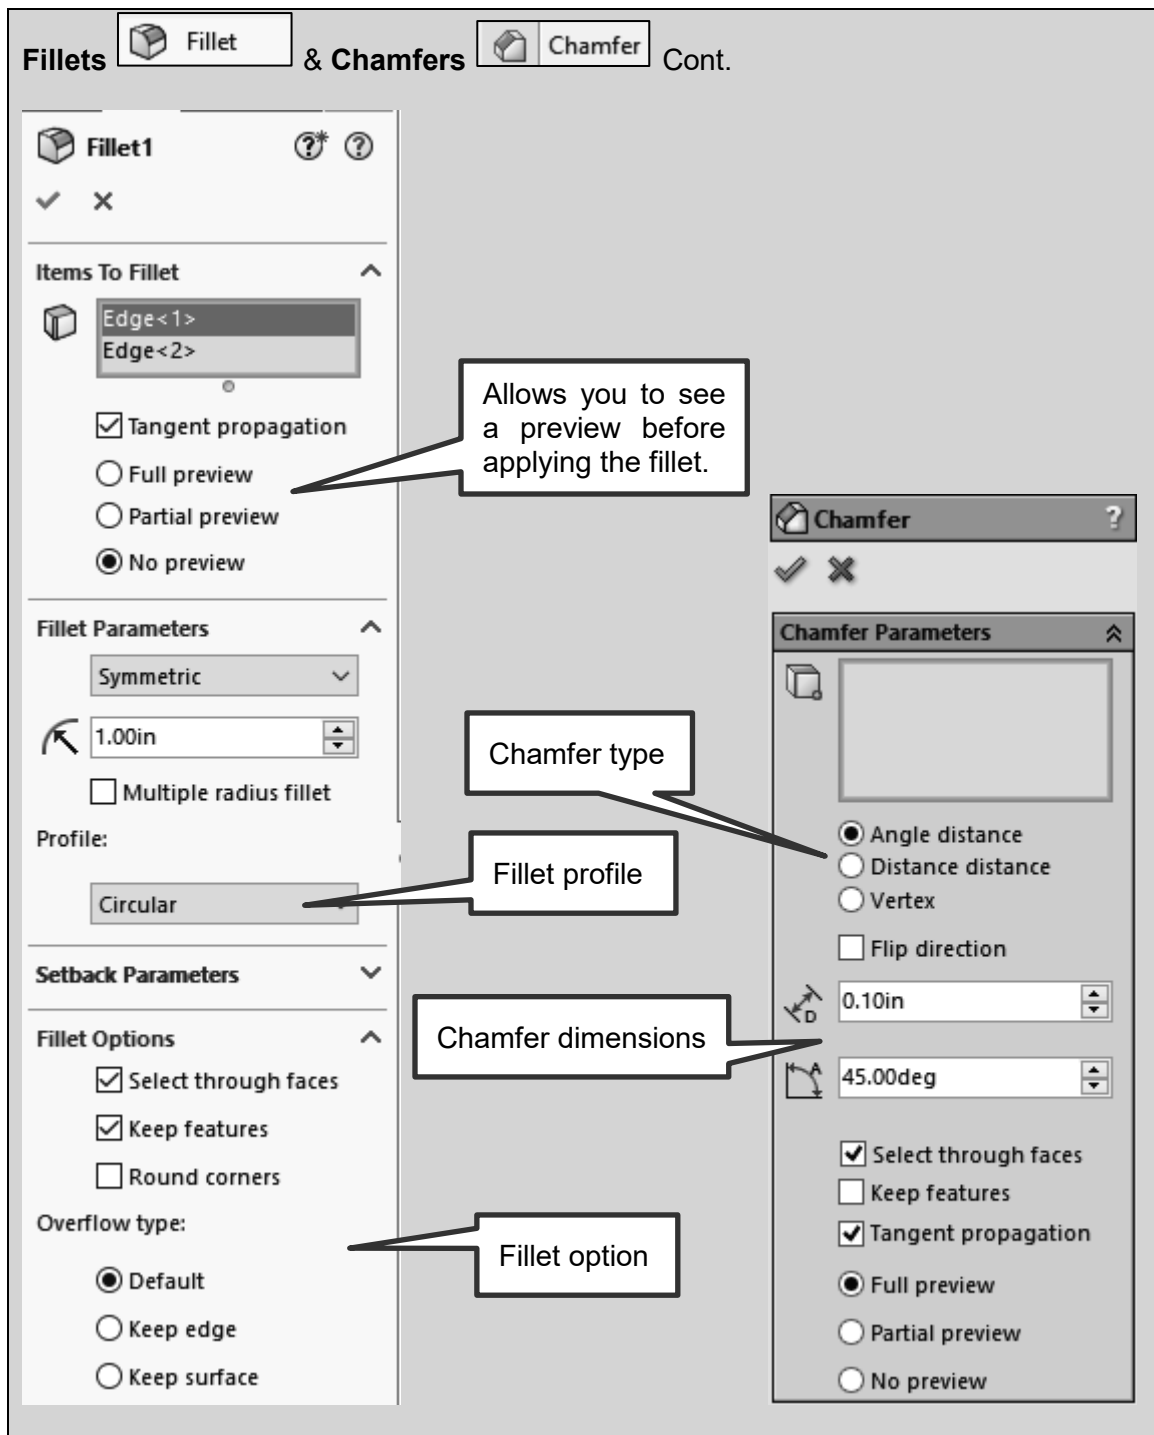 Fillets Fillet & Chamfers Chamfer Cont.
Fillet1
Items To Fillet
Edge<1>
Edge<2>
Tangent propagation
Full preview
Partial preview
No preview
Fillet Parameters
Symmetric
1.00in
Multiple radius fillet
Profile:
Circular
Setback Parameters
Fillet Options
Select through faces
Keep features
Round corners
Overflow type:
Default
Keep edge
Keep surface
Allows you to see
a preview before
applying the fillet.
Chamfer type
Fillet profile
Chamfer dimensions
Fillet option
Chamfer ?
Chamfer Parameters
Angle distance
Distance distance
Vertex
Flip direction
D
0.10in
A
45.00deg
Select through faces
Keep features
Tangent propagation
Full preview
Partial preview
No preview